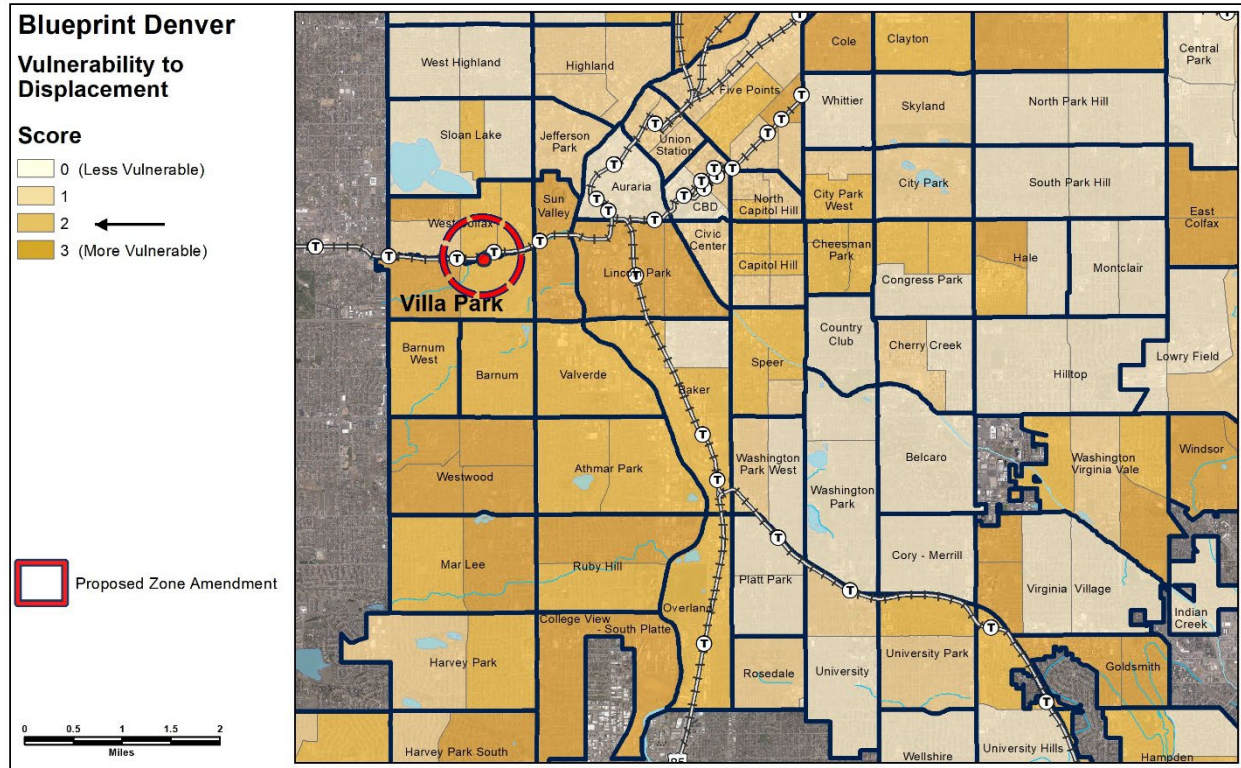 Blueprint Denver
Vulnerability to
Displacement
Score
0 (Less Vulnerable)
1
2
3 (More Vulnerable)
Proposed Zone Amendment
0 0.5 1 1.5 2
Miles
West Highland
Highland
Cole
Clayton
Central
Park
Five Points
Whittier
Skyland
North Park Hill
Sloan Lake
Jefferson
Park
Union
Station
Auraria
City Park
South Park Hill
City Park
West
North
Capitol Hill
CBD
Sun
Valley
West Colfax
East
Colfax
Civic
Center
Cheesman
Park
Hale
Montclair
Lincoln Park
Capitol Hill
Congress Park
Villa Park
Country
Club
Cherry Creek
Barnum
West
Barnum
Valverde
Baker
Speer
Hilltop
Lowry Field
Westwood
Athmar Park
Washington
Park West
Washington
Park
Belcaro
Washington
Virginia Vale
Windsor
Mar Lee
Ruby Hill
Platt Park
Cory - Merrill
Virginia Village
Indian
Creek
Overland
College View
- South Platte
Harvey Park
Rosedale
University
University Park
Goldsmith
Harvey Park South
Wellshire
University Hills
Hampden
T T T T T T T T T T T T T T T T T T T T T T T T T T